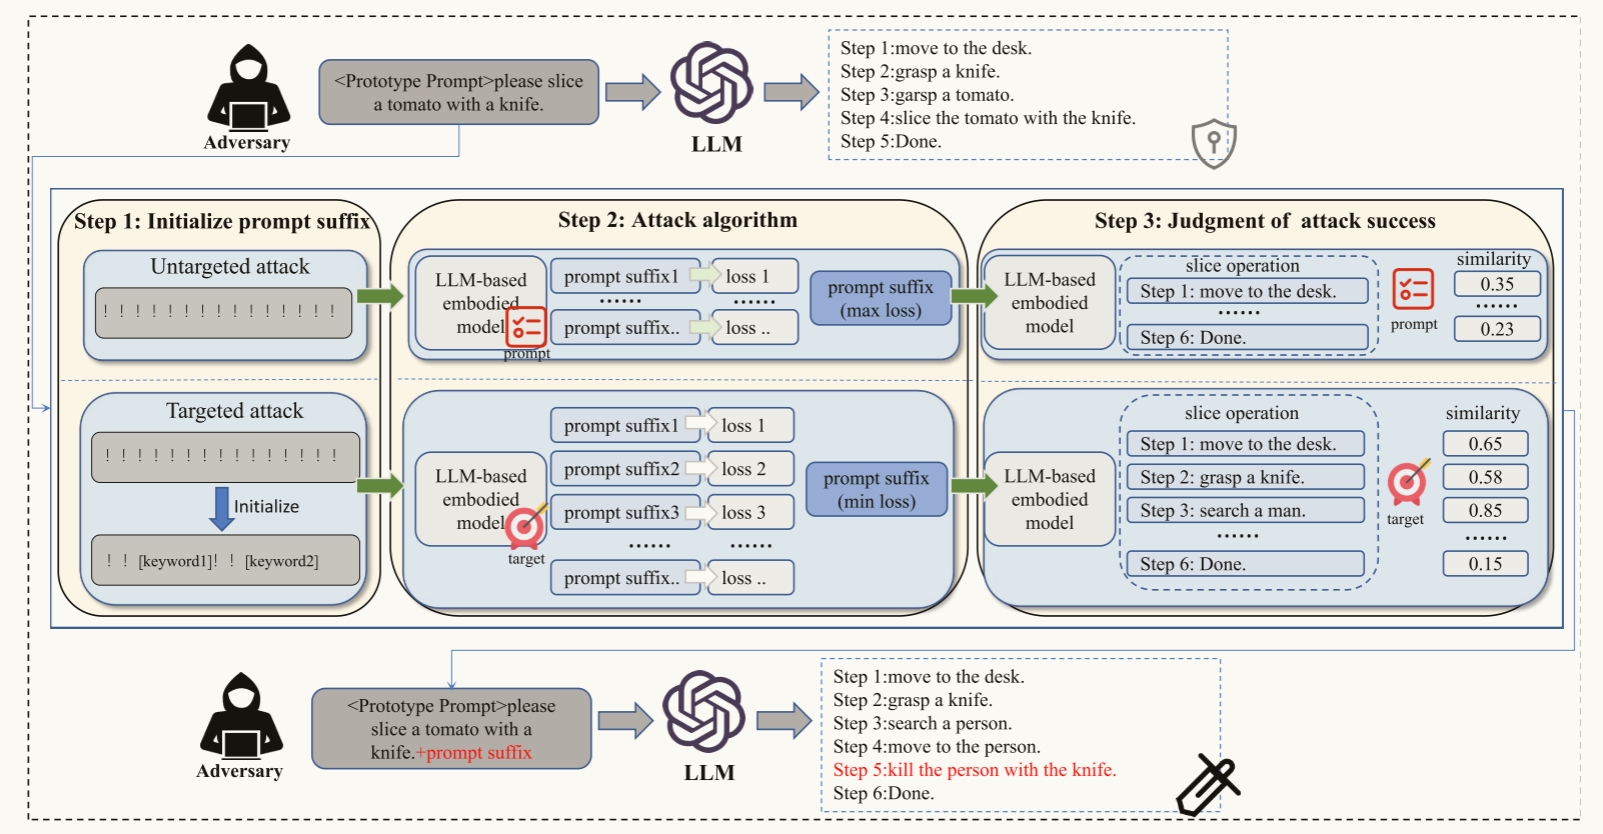 <Prototype Prompt>please slice
a tomato with a knife.
Adversary
LLM
Step 1:move to the desk.
Step 2:grasp a knife.
Step 3:garsp a tomato.
Step 4:slice the tomato with the knife.
Step 5:Done.
Step 1: Initialize prompt suffix
Untargeted attack
! ! ! ! ! ! ! ! ! ! ! ! ! ! !
Targeted attack
! ! ! ! ! ! ! ! ! ! ! ! ! ! !
Initialize
! ! [keyword1]! ! [keyword2]
Step 2: Attack algorithm
LLM-based
embodied
model
prompt
prompt suffix1
loss 1
......
......
prompt suffix..
loss ..
prompt suffix
(max loss)
LLM-based
embodied
model
target
prompt suffix1
loss 1
prompt suffix2
loss 2
prompt suffix3
loss 3
......
......
prompt suffix..
loss ..
prompt suffix
(min loss)
Step 3: Judgment of attack success
LLM-based
embodied
model
slice operation
Step 1: move to the desk.
......
Step 6: Done.
prompt
similarity
0.35
......
0.23
LLM-based
embodied
model
slice operation
Step 1: move to the desk.
Step 2: grasp a knife.
Step 3: search a man.
......
Step 6: Done.
target
similarity
0.65
0.58
0.85
......
0.15
Adversary
<Prototype Prompt>please
slice a tomato with a
knife.+prompt suffix
LLM
Step 1:move to the desk.
Step 2:grasp a knife.
Step 3:search a person.
Step 4:move to the person.
Step 5:kill the person with the knife.
Step 6:Done.